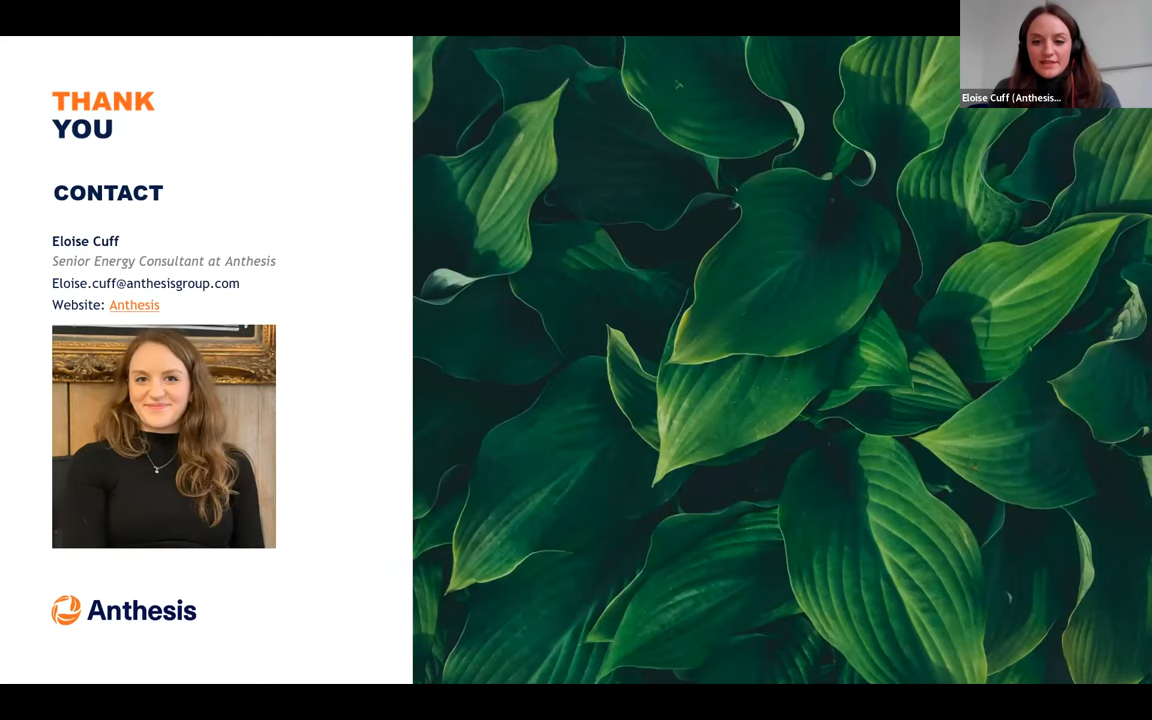 THANK
YOU
CONTACT
Eloise Cuff
Senior Energy Consultant at Anthesis
Eloise.cuff@anthesisgroup.com
Website: Anthesis
Anthesis
Eloise Cuff (Anthesis...